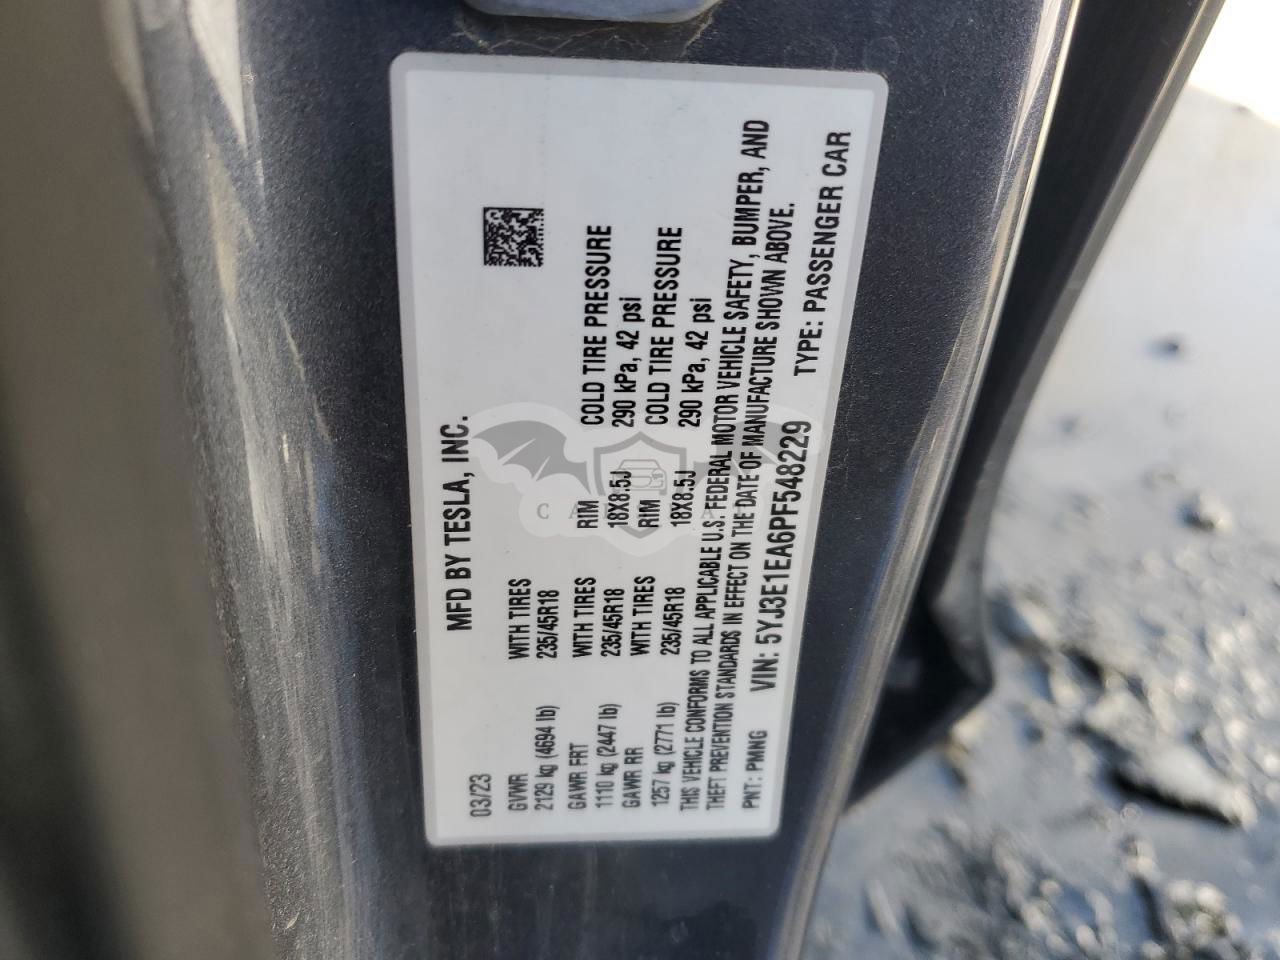 MFD BY TESLA, INC.
03/23
GVWR WITH TIRES
2129 kg (4694 lb) 235/45R18
GAWR FRT WITH TIRES RIM COLD TIRE PRESSURE
1110 kg (2447 lb) 235/45R18 18X8.5J 290 kPa, 42 psi
GAWR RR WITH TIRES RIM COLD TIRE PRESSURE
1257 kg (2771 lb) 235/45R18 18X8.5J 290 kPa, 42 psi
THIS VEHICLE CONFORMS TO ALL APPLICABLE U.S. FEDERAL MOTOR VEHICLE SAFETY, BUMPER, AND
THEFT PREVENTION STANDARDS IN EFFECT ON THE DATE OF MANUFACTURE SHOWN ABOVE.
PNT: PMNG VIN: 5YJ3E1EA6PF548229 TYPE: PASSENGER CAR